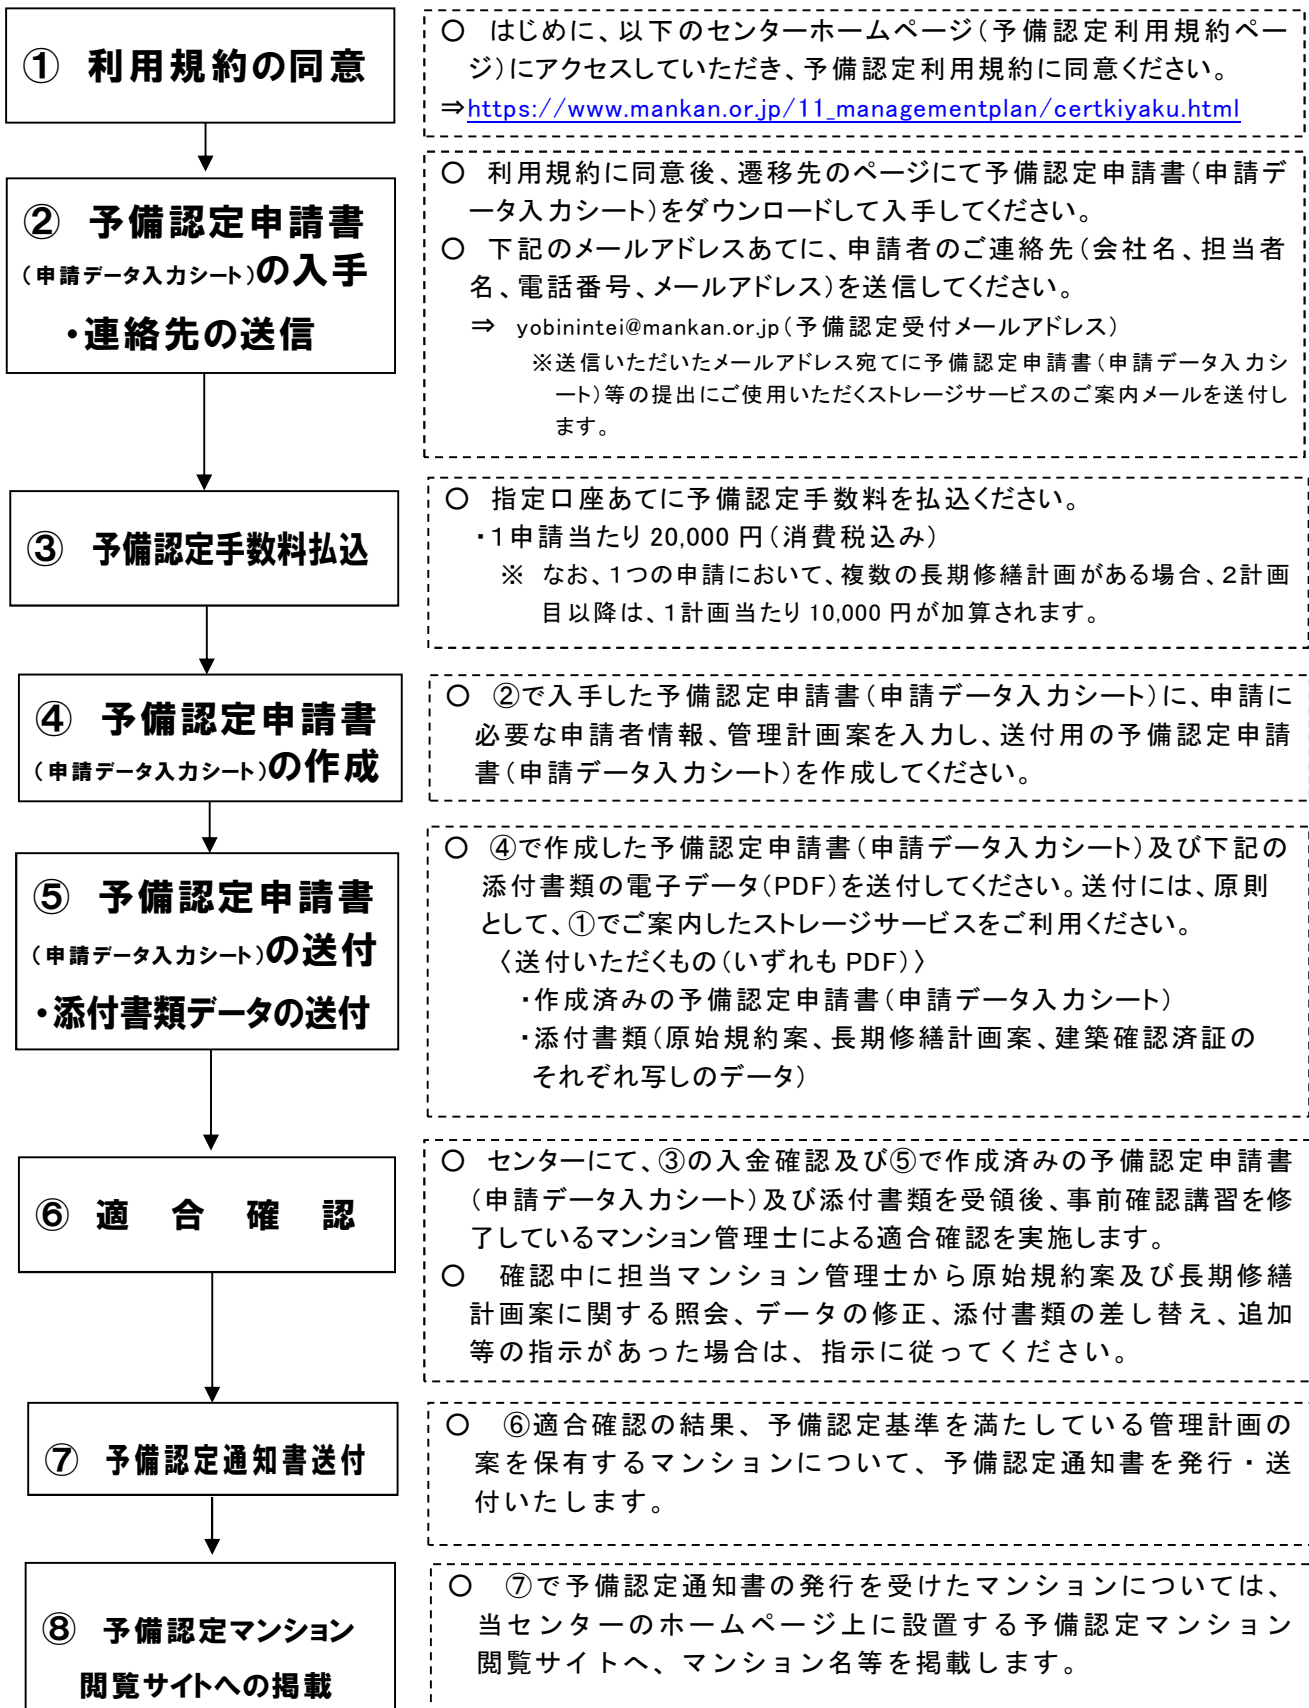 ① 利用規約の同意
〇 はじめに、以下のセンターホームページ(予備認定利用規約ペー
ジ)にアクセスしていただき、予備認定利用規約に同意ください。
⇒https://www.mankan.or.jp/11_managementplan/certkiyaku.html
② 予備認定申請書
(申請データ入力シート)の入手
・連絡先の送信
〇 利用規約に同意後、遷移先のページにて予備認定申請書(申請デ
ータ入力シート)をダウンロードして入手してください。
〇 下記のメールアドレスあてに、申請者のご連絡先(会社名、担当者
名、電話番号、メールアドレス)を送信してください。
⇒ yobinintei@mankan.or.jp(予備認定受付メールアドレス)
※送信いただいたメールアドレス宛てに予備認定申請書(申請データ入力シ
ート)等の提出にご使用いただくストレージサービスのご案内メールを送付し
ます。
③ 予備認定手数料払込
〇 指定口座あてに予備認定手数料を払込ください。
・1申請当たり 20,000 円(消費税込み)
※ なお、1つの申請において、複数の長期修繕計画がある場合、2計画
目以降は、1計画当たり 10,000 円が加算されます。
④ 予備認定申請書
(申請データ入力シート)の作成
〇 ②で入手した予備認定申請書(申請データ入力シート)に、申請に
必要な申請者情報、管理計画案を入力し、送付用の予備認定申請
書(申請データ入力シート)を作成してください。
⑤ 予備認定申請書
(申請データ入力シート)の送付
・添付書類データの送付
〇 ④で作成した予備認定申請書(申請データ入力シート)及び下記の
添付書類の電子データ(PDF)を送付してください。送付には、原則
として、①でご案内したストレージサービスをご利用ください。
〈送付いただくもの(いずれも PDF)〉
・作成済みの予備認定申請書(申請データ入力シート)
・添付書類(原始規約案、長期修繕計画案、建築確認済証の
それぞれ写しのデータ)
⑥ 適 合 確 認
〇 センターにて、③の入金確認及び⑤で作成済みの予備認定申請書
(申請データ入力シート)及び添付書類を受領後、事前確認講習を修
了しているマンション管理士による適合確認を実施します。
〇 確認中に担当マンション管理士から原始規約案及び長期修繕
計画案に関する照会、データの修正、添付書類の差し替え、追加
等の指示があった場合は、指示に従ってください。
⑦ 予備認定通知書送付
〇 ⑥適合確認の結果、予備認定基準を満たしている管理計画の
案を保有するマンションについて、予備認定通知書を発行・送
付いたします。
⑧ 予備認定マンション
閲覧サイトへの掲載
〇 ⑦で予備認定通知書の発行を受けたマンションについては、
当センターのホームページ上に設置する予備認定マンション
閲覧サイトへ、マンション名等を掲載します。